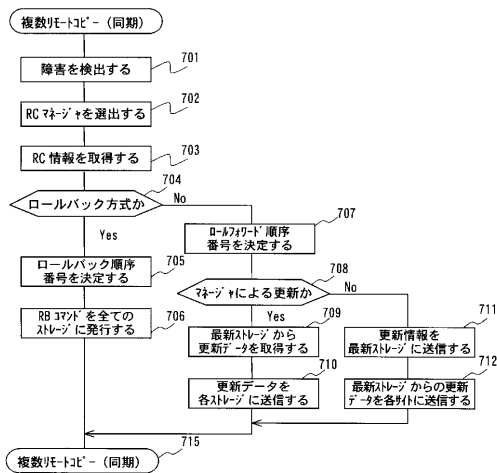 複数ﾘﾓｰﾄｺﾋﾟｰ (同期)
701
障害を検出する
702
RCﾏﾈｰｼﾞｬを選出する
703
RC情報を取得する
704
ロールバック方式か
No
Yes
707
ﾛｰﾙﾌｫﾜｰﾄﾞ順序
番号を決定する
705
ロールバック順序
番号を決定する
708
ﾏﾈｰｼﾞｬによる更新か
No
Yes
706
RBｺﾏﾝﾄﾞを全ての
ストレージに発行する
709
最新ストレージから
更新データを取得する
711
更新情報を
最新ｽﾄﾚｰｼﾞに送信する
710
更新データを
各ストレージに送信する
712
最新ストレージからの更新
データを各サイトに送信する
715
複数ﾘﾓｰﾄｺﾋﾟｰ (同期)